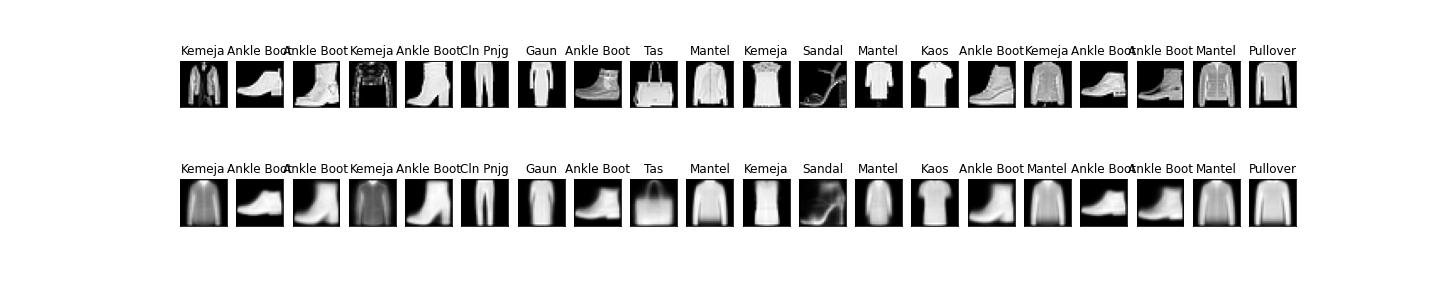 Kemeja Ankle Boot Ankle Boot Kemeja Ankle Boot Cln Pnjg Gaun Ankle Boot Tas Mantel Kemeja Sandal Mantel Kaos Ankle Boot Kemeja Ankle Boot Ankle Boot Mantel Pullover
Kemeja Ankle Boot Ankle Boot Kemeja Ankle Boot Cln Pnjg Gaun Ankle Boot Tas Mantel Kemeja Sandal Mantel Kaos Ankle Boot Mantel Ankle Boot Ankle Boot Mantel Pullover